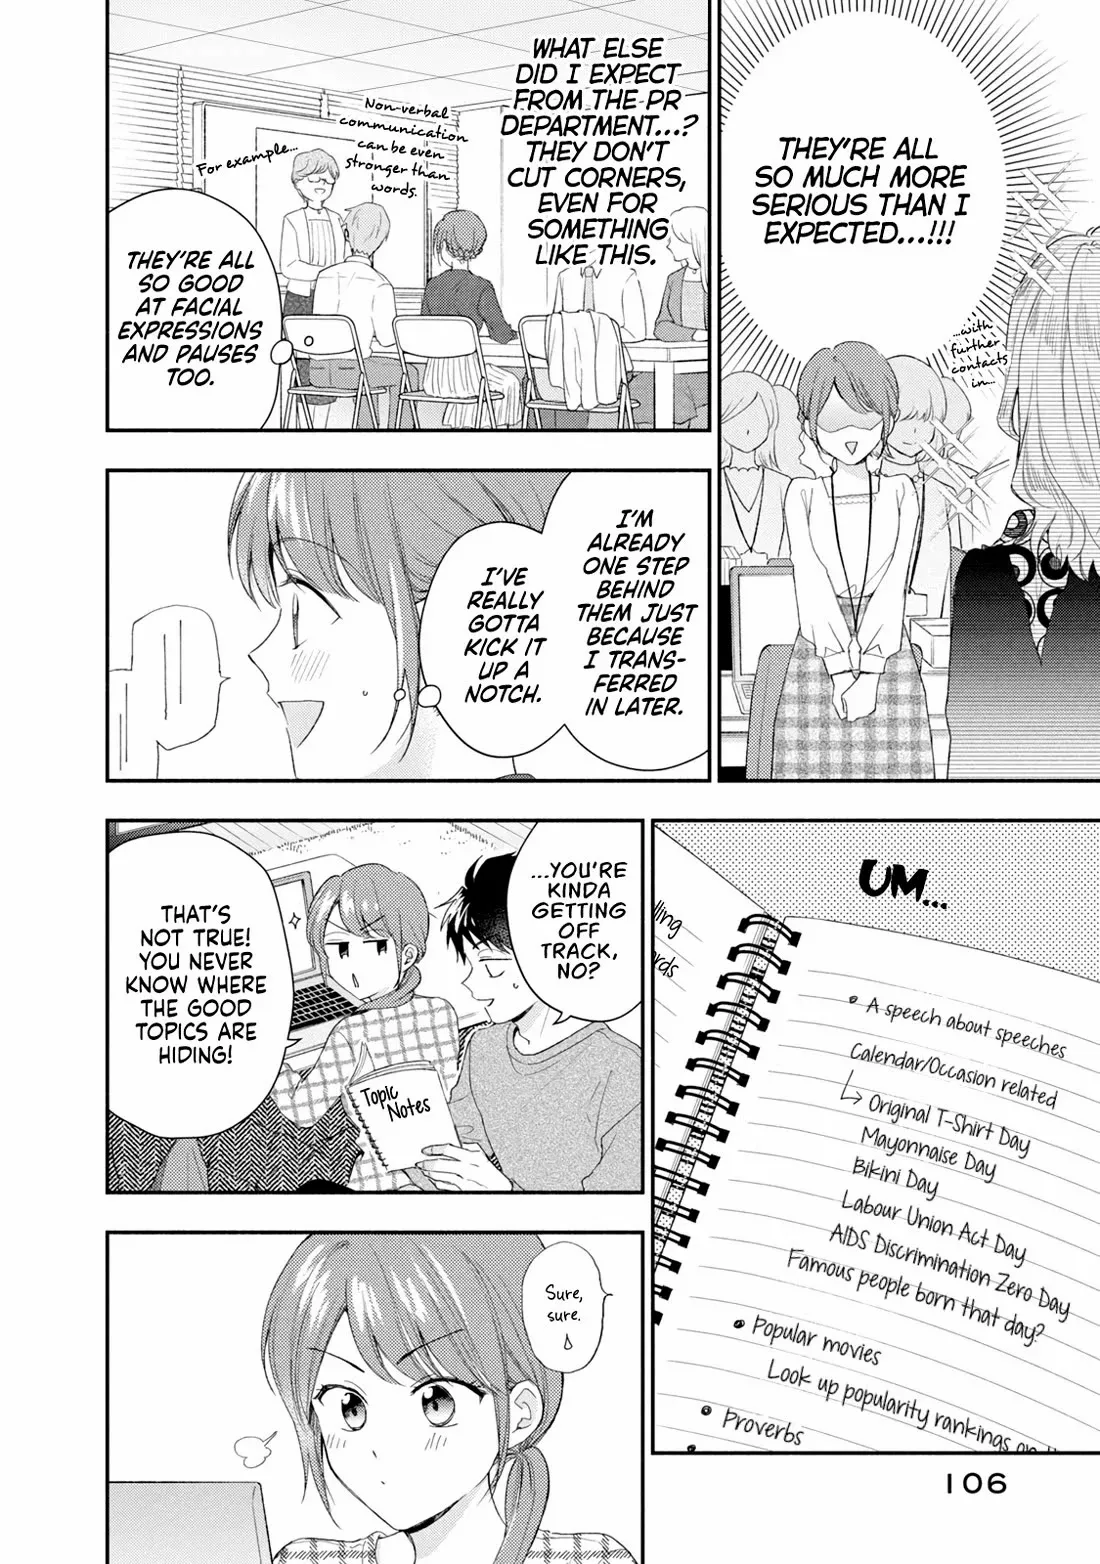 THEY'RE ALL
SO MUCH MORE
SERIOUS THAN I
EXPECTED...!!!
...with
further
contacts
in...
WHAT ELSE
DID I EXPECT
FROM THE PR
DEPARTMENT...?
THEY DON'T
CUT CORNERS,
EVEN FOR
SOMETHING
LIKE THIS.
Non-verbal
communication
can be even
stronger than
words.
For example...
THEY'RE ALL
SO GOOD
AT FACIAL
EXPRESSIONS
AND PAUSES
TOO.
I'M
ALREADY
ONE STEP
BEHIND
THEM JUST
BECAUSE
I TRANS-
FERRED
IN LATER.
I'VE
REALLY
GOTTA
KICK IT
UP A
NOTCH.
UM...
A speech about speeches
Calendar/Occasion related
Original T-Shirt Day
Mayonnaise Day
Bikini Day
Labour Union Act Day
AIDS Discrimination Zero Day
Famous people born that day?
Popular movies
Look up popularity rankings on
Proverbs
...YOU'RE
KINDA
GETTING
OFF
TRACK,
NO?
Topic
Notes
THAT'S
NOT TRUE!
YOU NEVER
KNOW WHERE
THE GOOD
TOPICS ARE
HIDING!
Sure,
sure.
106